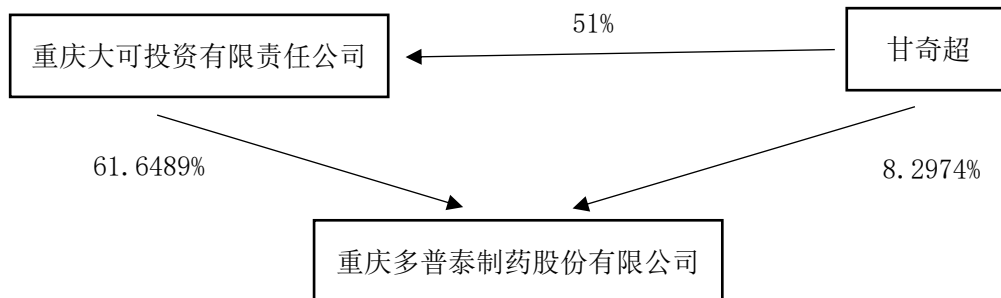 51%
重庆大可投资有限责任公司
甘奇超
61.6489%
8.2974%
重庆多普泰制药股份有限公司